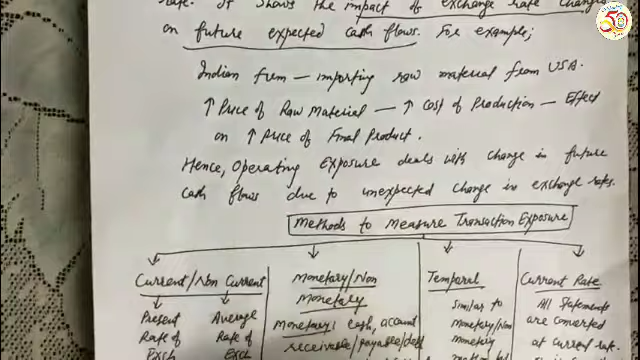 rate. It shows the impact of exchange rate changes
on future expected cash flows. For example;
Indian firm — importing raw material from USA.
↑ Price of Raw Material — ↑ Cost of Production — Effect
on ↑ Price of Final Product.
Hence, Operating Exposure deals with change in future
cash flows due to unexpected change in exchange rates.
Methods to Measure Transaction Exposure
Current/Non Current
Present Rate of Exch
Average Rate of Exch
Monetary/Non Monetary
Monetary: cash, account
receivable/payable/debt
Temporal
Similar to
Monetary/Non
monetary
Current Rate
All statements
are converted
at current rate.